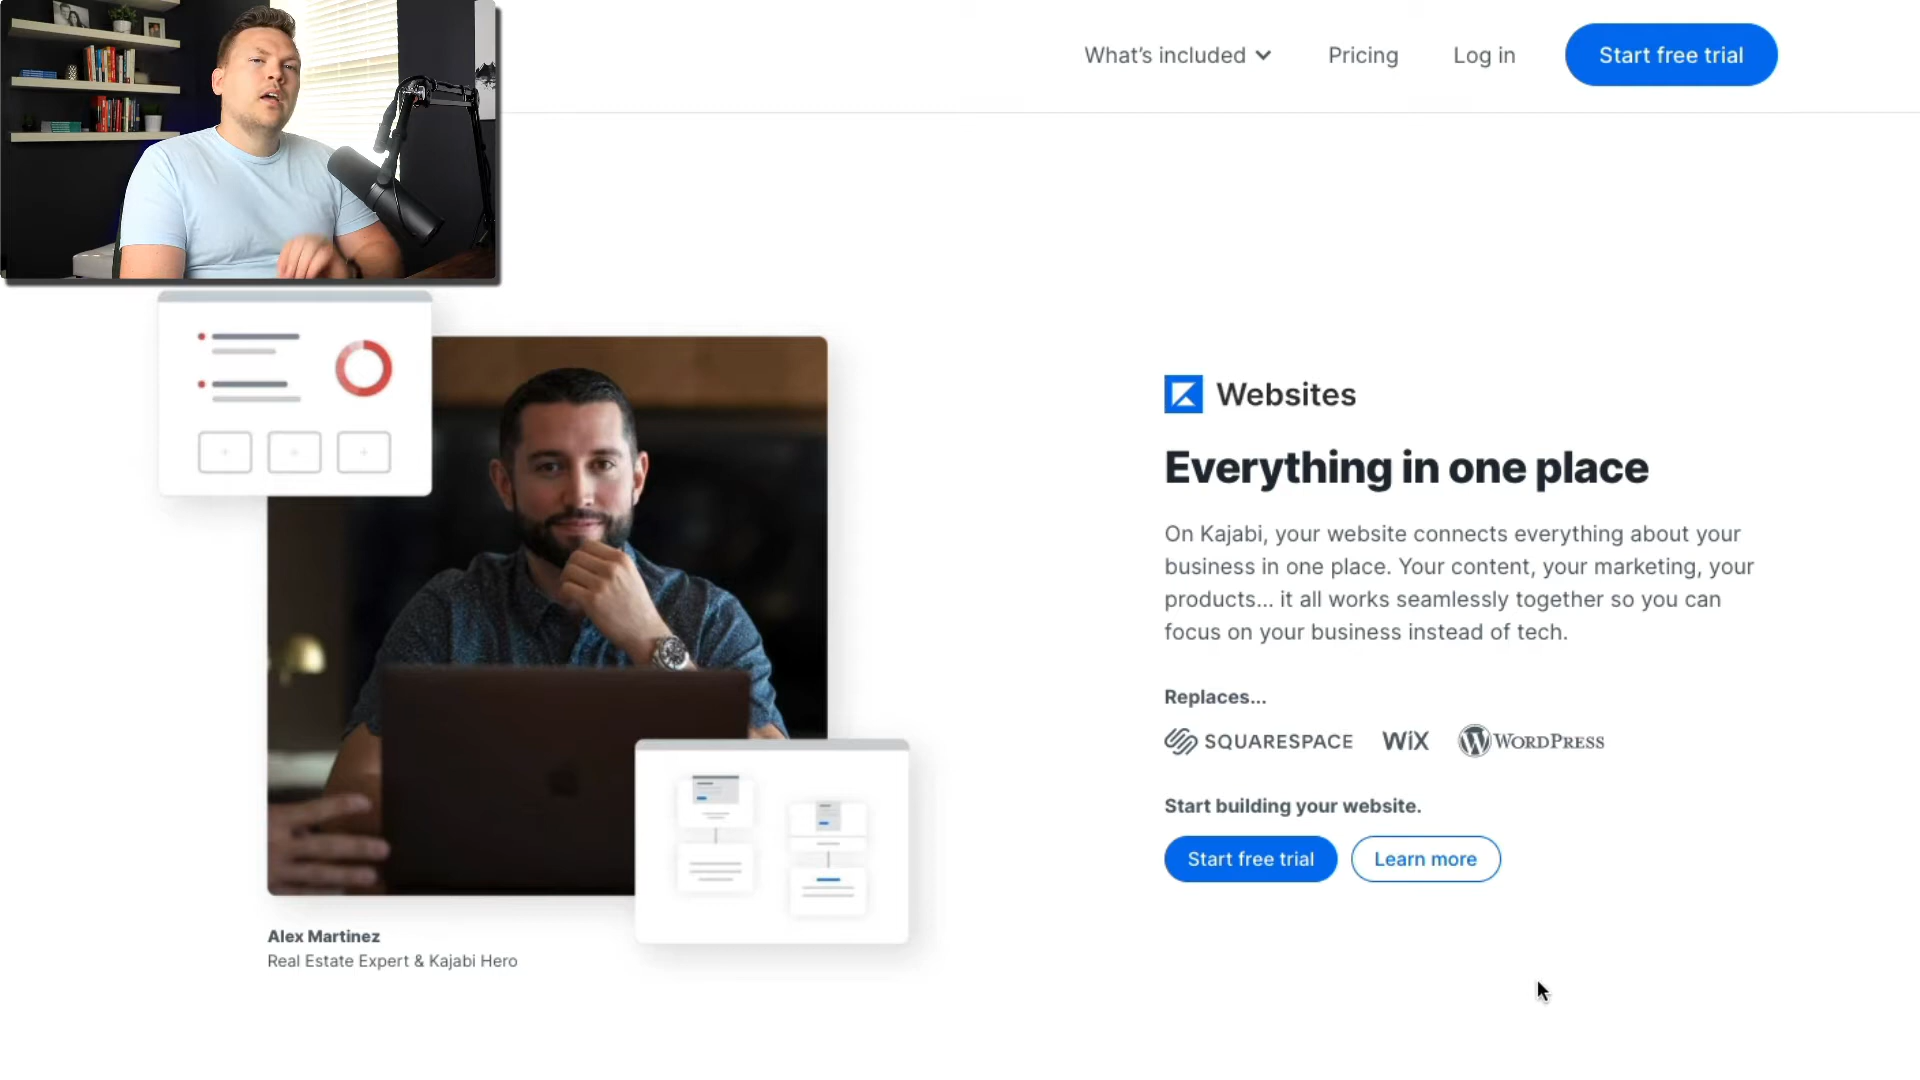 What's included
Pricing
Log in
Start free trial
Websites
Everything in one place
On Kajabi, your website connects everything about your
business in one place. Your content, your marketing, your
products... it all works seamlessly together so you can
focus on your business instead of tech.
Replaces...
SQUARESPACE
WiX
WORDPRESS
Start building your website.
Start free trial
Learn more
Alex Martinez
Real Estate Expert & Kajabi Hero